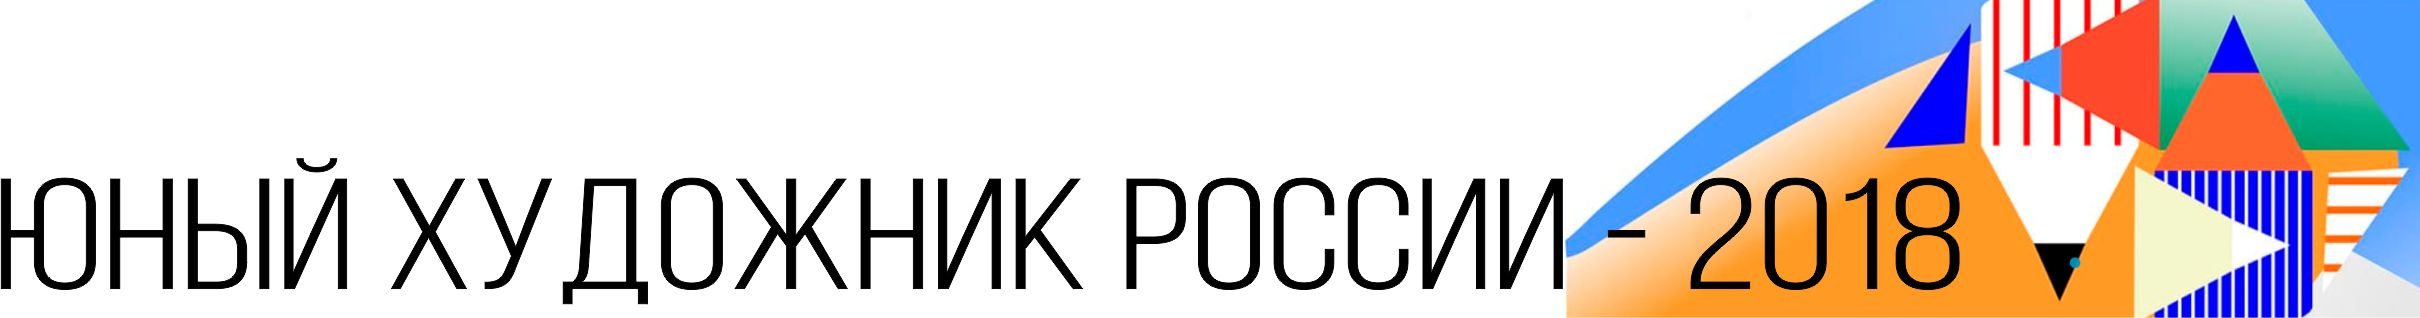 ЮНЫЙ ХУДОЖНИК РОССИИ - 2018